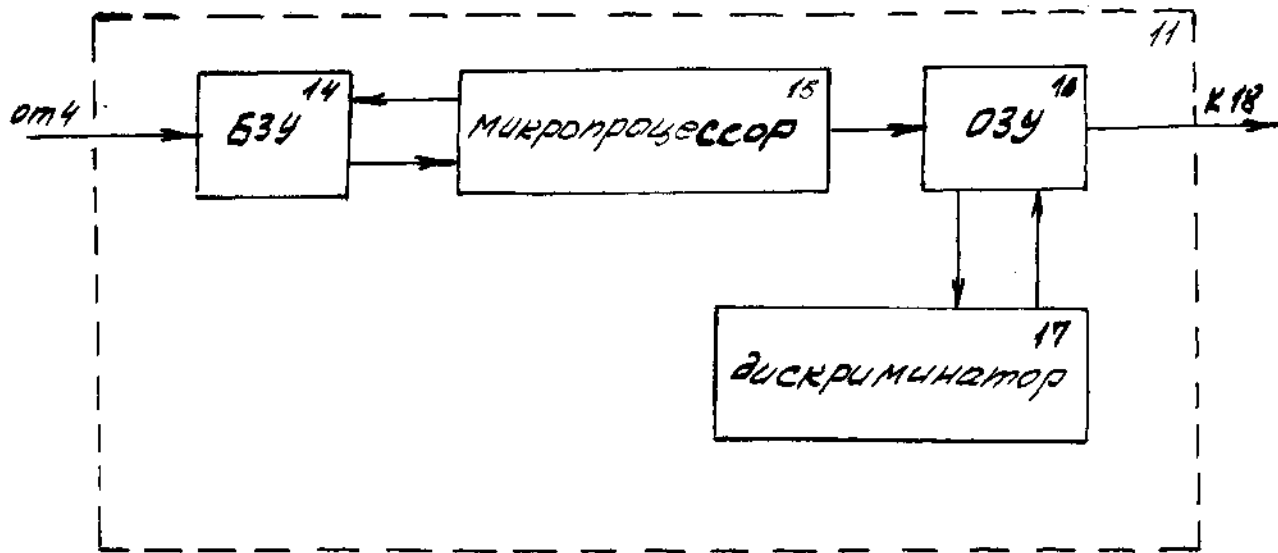 11
от 4
14
БЗУ
15
микропроцессор
16
ОЗУ
к 18
17
дискриминатор